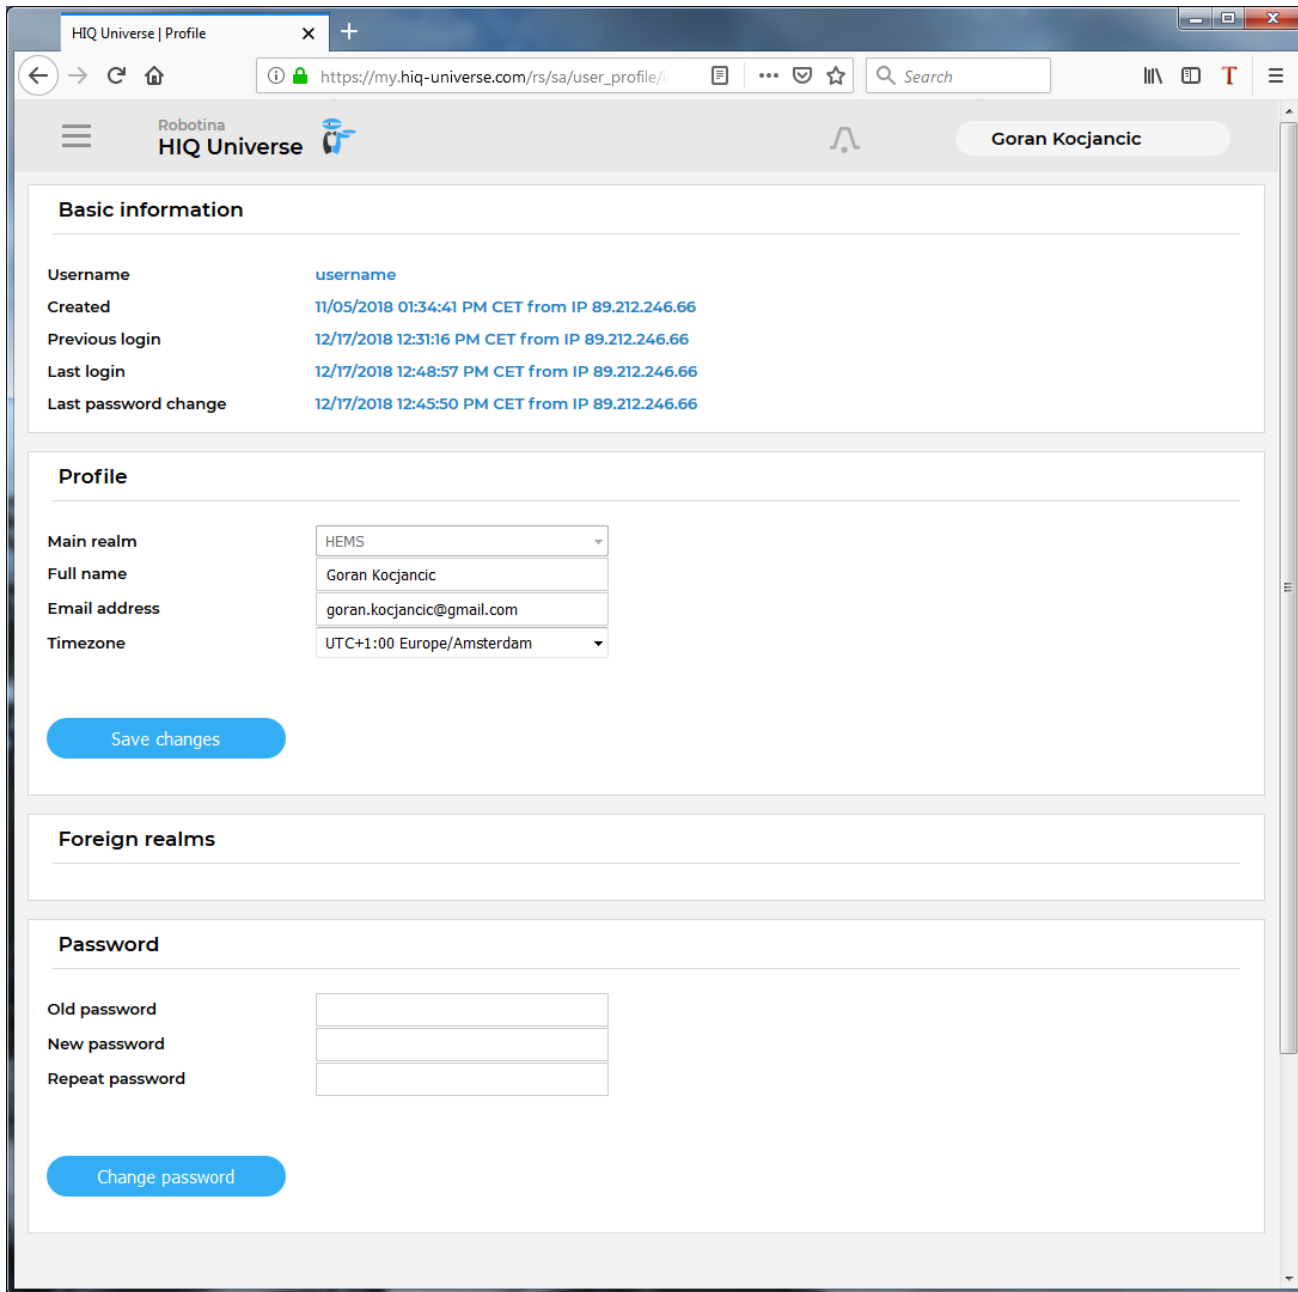 HIQ Universe | Profile
https://my.hiq-universe.com/rs/sa/user_profile/
Search
T
Robotina
HIQ Universe
Goran Kocjancic
Basic information
Username username
Created 11/05/2018 01:34:41 PM CET from IP 89.212.246.66
Previous login 12/17/2018 12:31:16 PM CET from IP 89.212.246.66
Last login 12/17/2018 12:48:57 PM CET from IP 89.212.246.66
Last password change 12/17/2018 12:45:50 PM CET from IP 89.212.246.66
Profile
Main realm HEMS
Full name Goran Kocjancic
Email address goran.kocjancic@gmail.com
Timezone UTC+1:00 Europe/Amsterdam
Save changes
Foreign realms
Password
Old password
New password
Repeat password
Change password